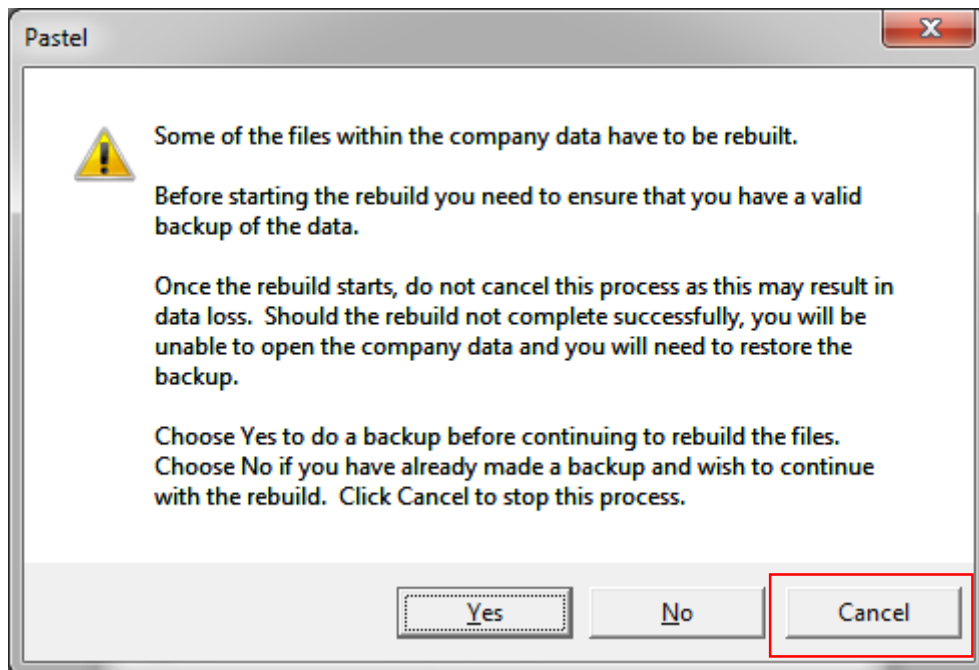 Pastel
Some of the files within the company data have to be rebuilt.
Before starting the rebuild you need to ensure that you have a valid
backup of the data.
Once the rebuild starts, do not cancel this process as this may result in
data loss.  Should the rebuild not complete successfully, you will be
unable to open the company data and you will need to restore the
backup.
Choose Yes to do a backup before continuing to rebuild the files.
Choose No if you have already made a backup and wish to continue
with the rebuild.  Click Cancel to stop this process.
Yes
No
Cancel